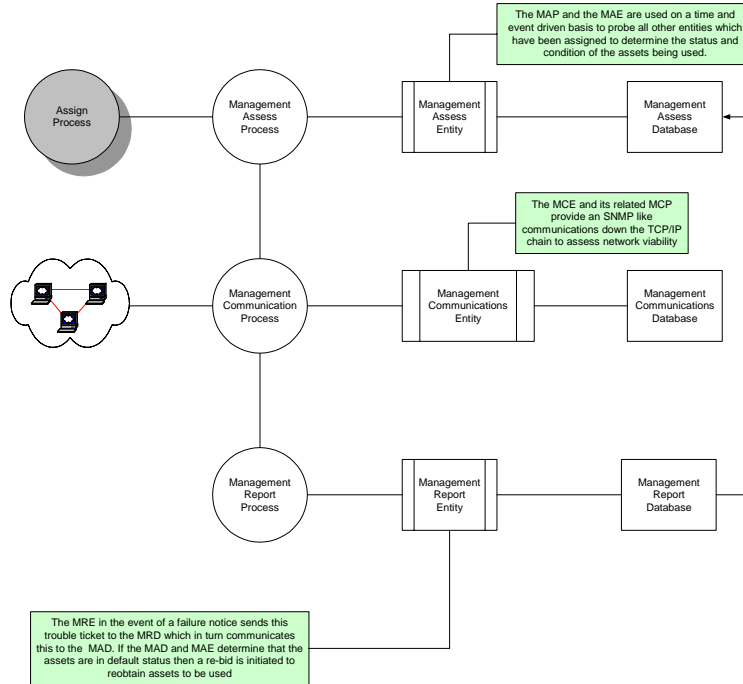 The MAP and the MAE are used on a time and
event driven basis to probe all other entities which
have been assigned to determine the status and
condition of the assets being used.
Assign
Process
Management
Assess
Process
Management
Assess
Entity
Management
Assess
Database
The MCE and its related MCP
provide an SNMP like
communications down the TCP/IP
chain to assess network viability
Management
Communication
Process
Management
Communications
Entity
Management
Communications
Database
Management
Report
Process
Management
Report
Entity
Management
Report
Database
The MRE in the event of a failure notice sends this
trouble ticket to the MRD which in turn communicates
this to the MAD. If the MAD and MAE determine that the
assets are in default status then a re-bid is initiated to
reobtain assets to be used